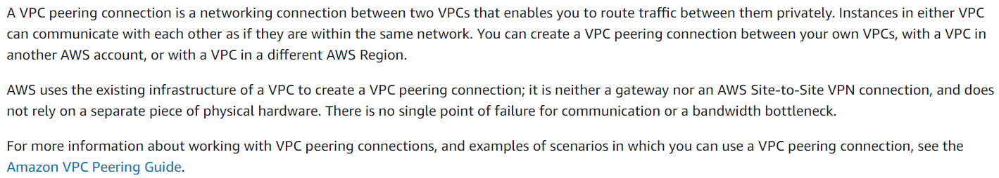 A VPC peering connection is a networking connection between two VPCs that enables you to route traffic between them privately. Instances in either VPC
can communicate with each other as if they are within the same network. You can create a VPC peering connection between your own VPCs, with a VPC in
another AWS account, or with a VPC in a different AWS Region.
AWS uses the existing infrastructure of a VPC to create a VPC peering connection; it is neither a gateway nor an AWS Site-to-Site VPN connection, and does
not rely on a separate piece of physical hardware. There is no single point of failure for communication or a bandwidth bottleneck.
For more information about working with VPC peering connections, and examples of scenarios in which you can use a VPC peering connection, see the
Amazon VPC Peering Guide.